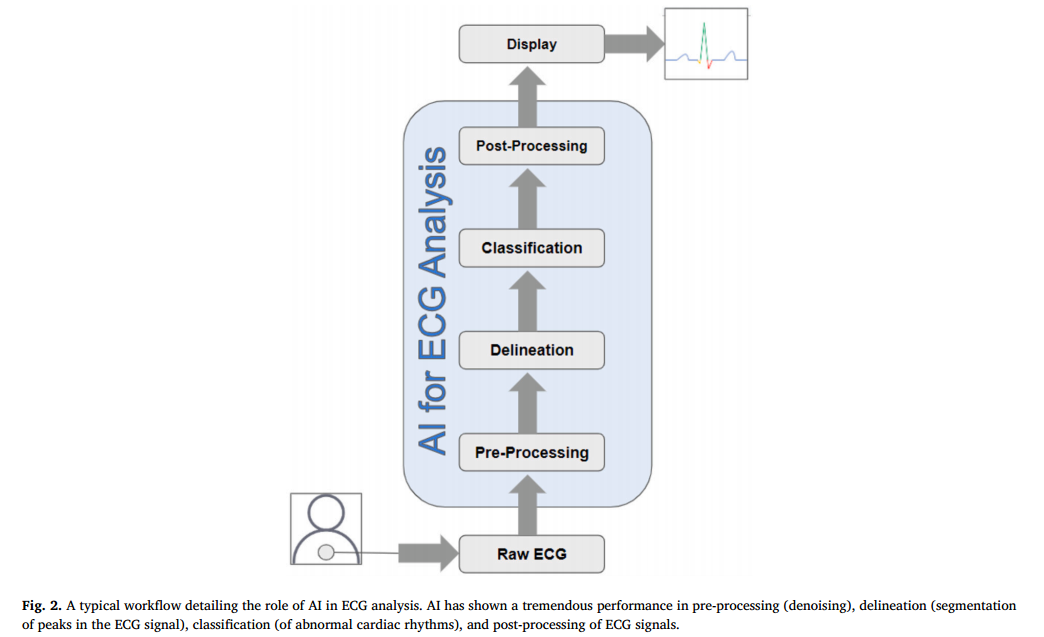 Display
Post-Processing
Classification
Delineation
Pre-Processing
Raw ECG
AI for ECG Analysis
Fig. 2. A typical workflow detailing the role of AI in ECG analysis. AI has shown a tremendous performance in pre-processing (denoising), delineation (segmentation
of peaks in the ECG signal), classification (of abnormal cardiac rhythms), and post-processing of ECG signals.